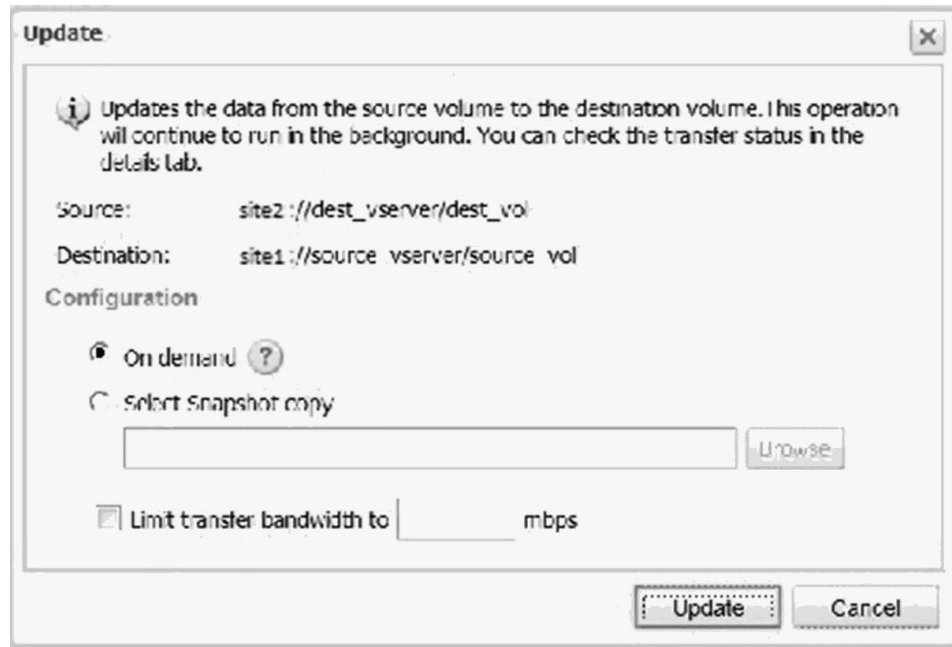 Update
Updates the data from the source volume to the destination volume. This operation
will continue to run in the background. You can check the transfer status in the
details tab.
Source: site2://dest_vserver/dest_vol
Destination: site1://source_vserver/source_vol
Configuration
On demand ?
Select Snapshot copy
Browse
Limit transfer bandwidth to mbps
Update Cancel